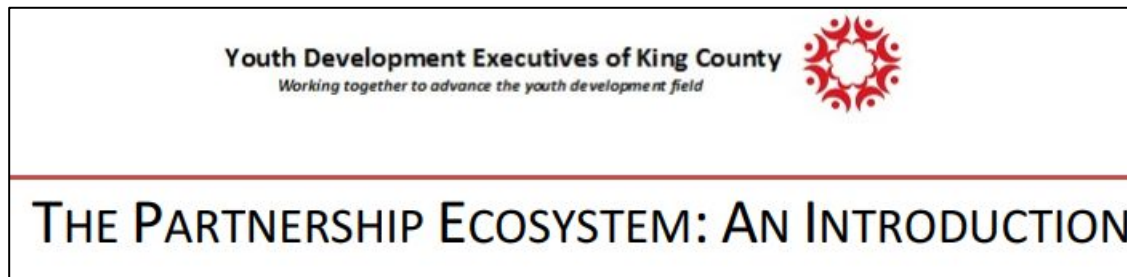 Youth Development Executives of King County
Working together to advance the youth development field
THE PARTNERSHIP ECOSYSTEM: AN INTRODUCTION